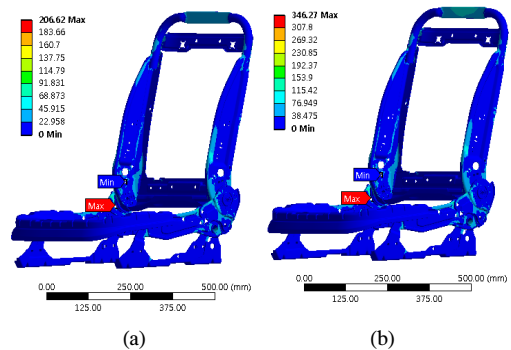 206.62 Max
183.66
160.7
137.75
114.79
91.831
68.873
45.915
22.958
0 Min
Min
Max
0.00 250.00 500.00 (mm)
125.00 375.00
(a)
346.27 Max
307.8
269.32
230.85
192.37
153.9
115.42
76.949
38.475
0 Min
Min
Max
0.00 250.00 500.00 (mm)
125.00 375.00
(b)